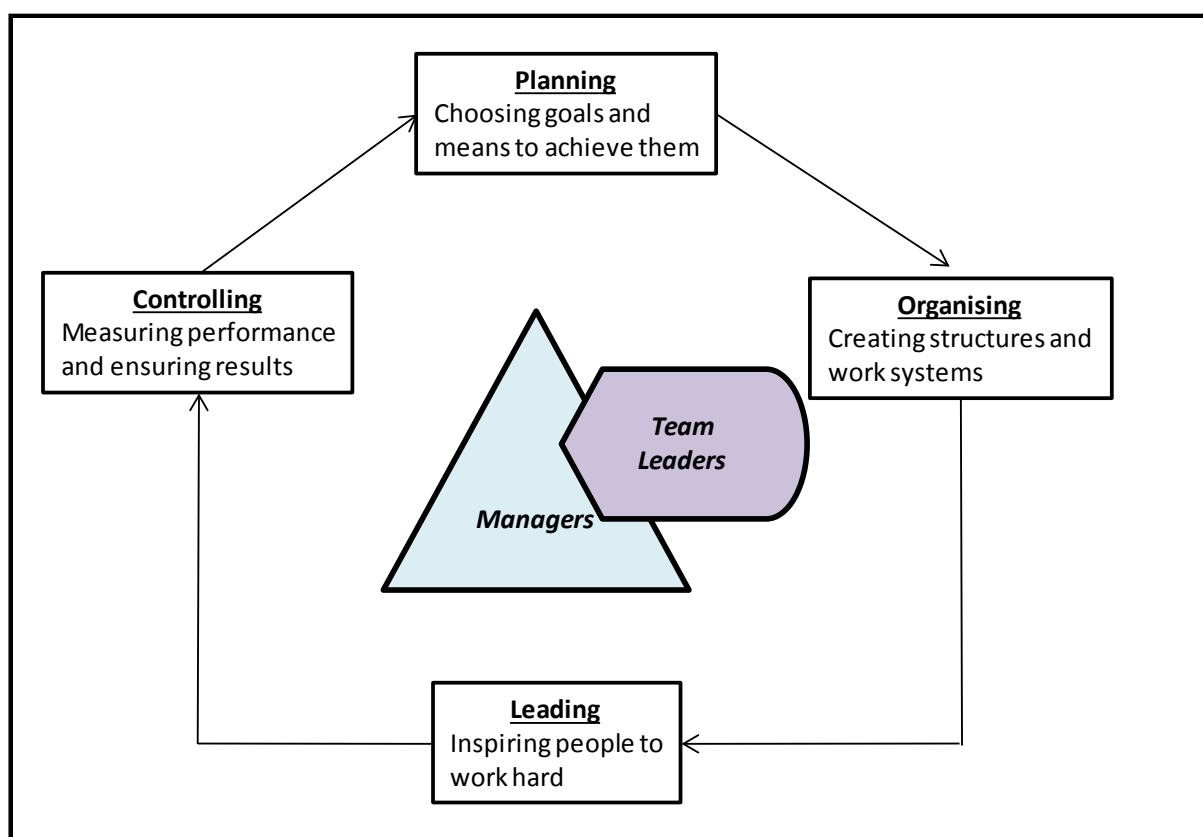 Planning
Choosing goals and
means to achieve them
Controlling
Measuring performance
and ensuring results
Organising
Creating structures and
work systems
Team
Leaders
Managers
Leading
Inspiring people to
work hard